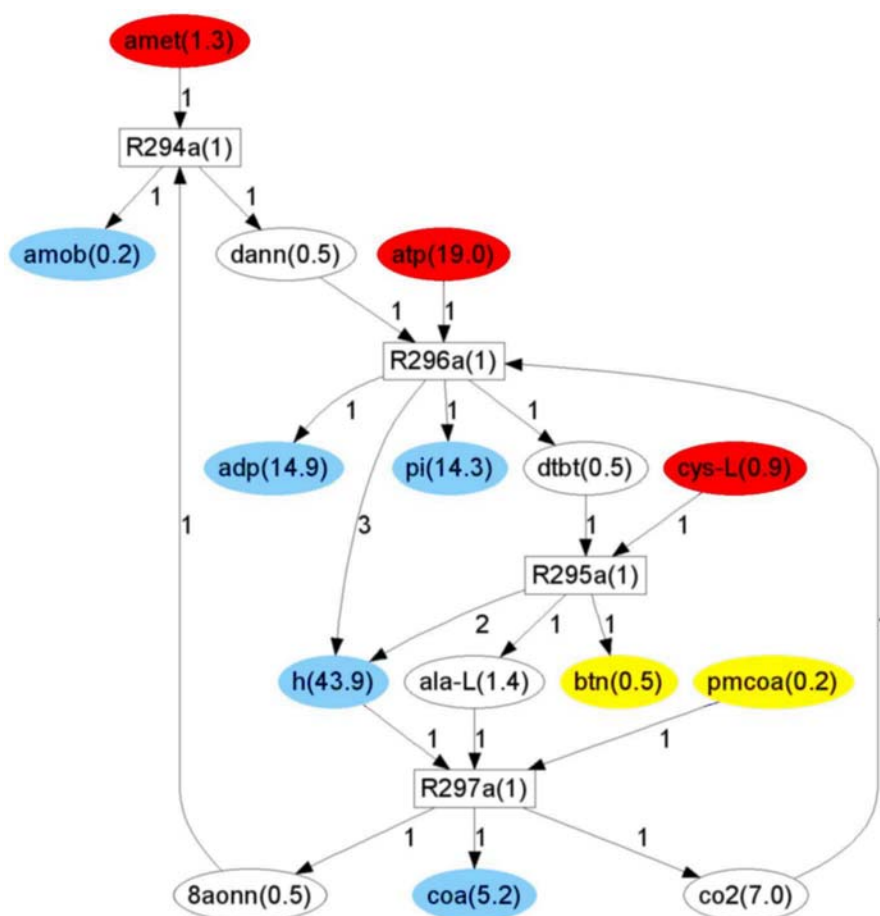 amet(1.3)
1
R294a(1)
1 1
amob(0.2) dann(0.5) atp(19.0)
1 1
R296a(1)
1 1 1
adp(14.9) pi(14.3) dtbt(0.5) cys-L(0.9)
1 3 1 1
R295a(1)
2 1 1
h(43.9) ala-L(1.4) btn(0.5) pmcoa(0.2)
1 1 1
R297a(1)
1 1 1
8aonn(0.5) coa(5.2) co2(7.0)